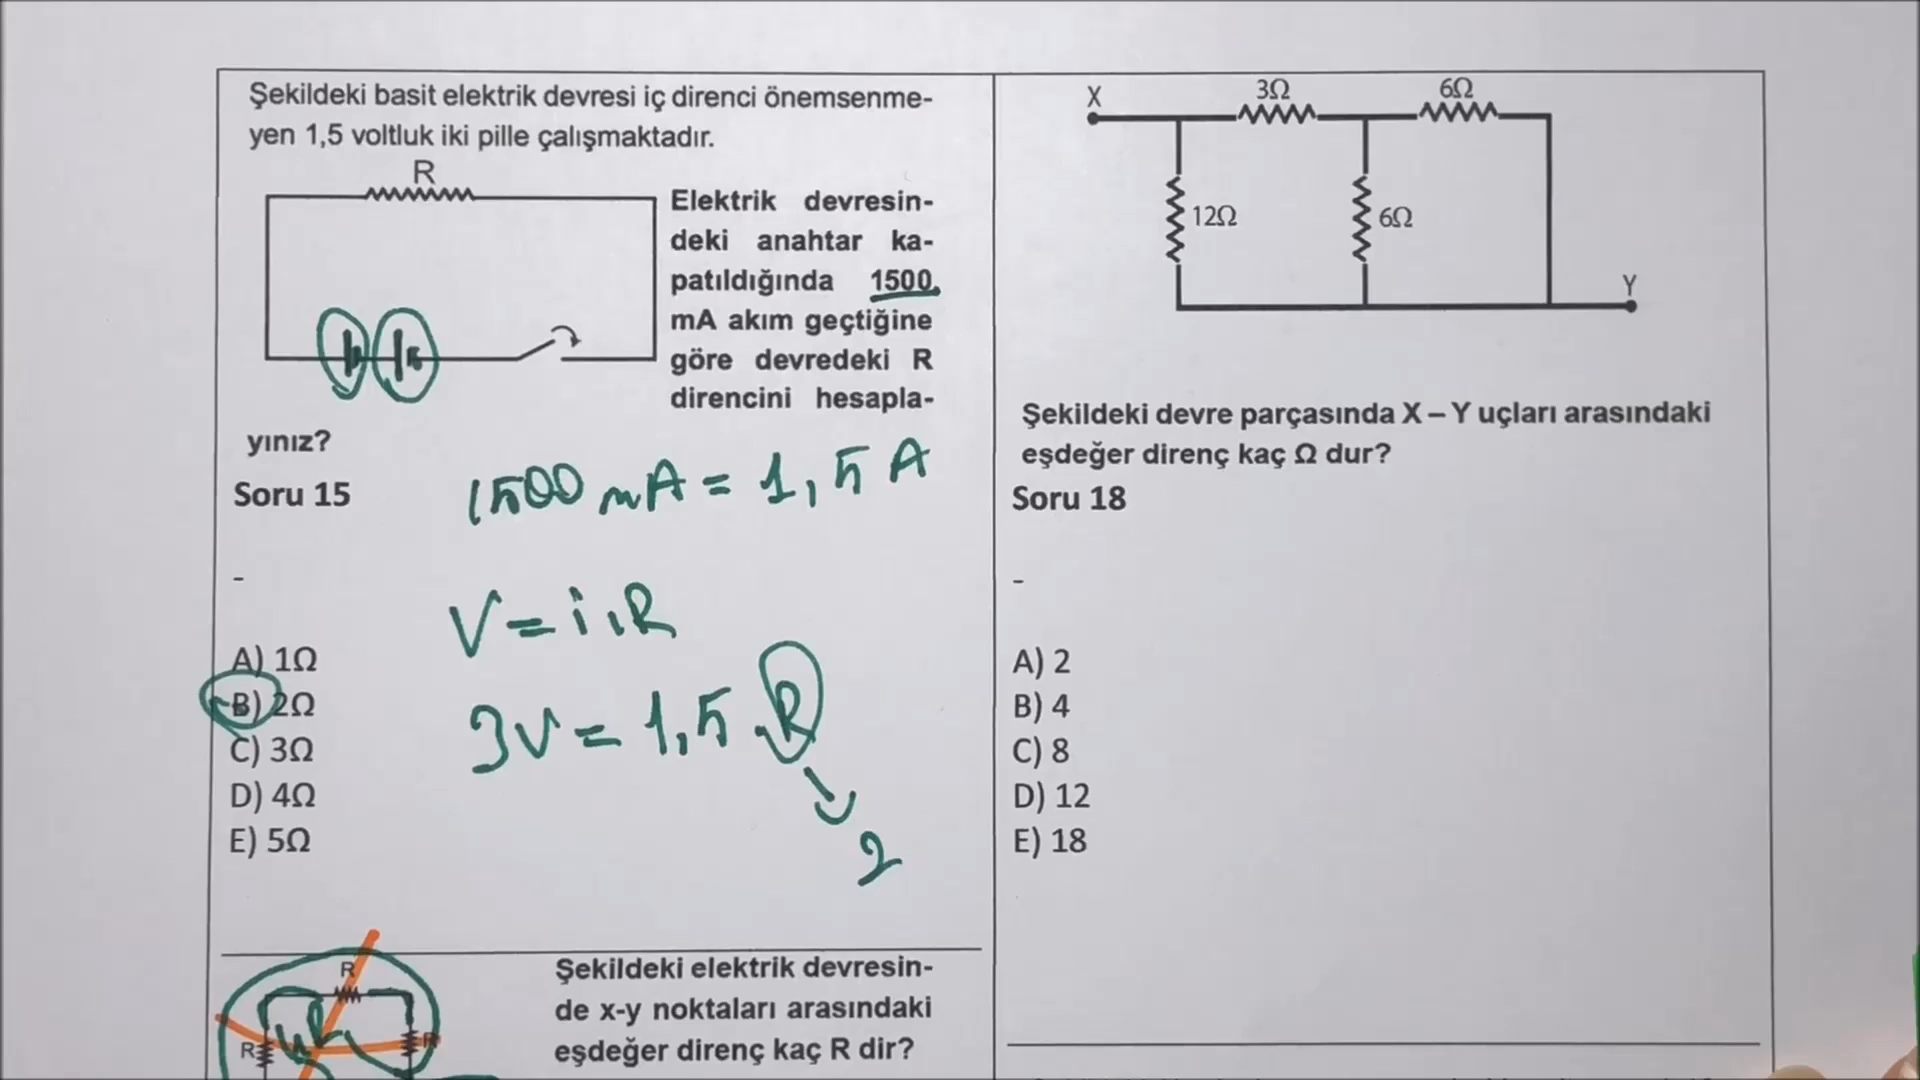 Şekildeki basit elektrik devresi iç direnci önemsenme-
yen 1,5 voltluk iki pille çalışmaktadır.
R
Elektrik devresin-
deki anahtar ka-
patıldığında 1500
mA akım geçtiğine
göre devredeki R
direncini hesapla-
yınız?
Soru 15
1500 mA = 1,5 A
-
V = i.R
A) 1Ω
B) 2Ω
3V = 1,5 . R
C) 3Ω
D) 4Ω
2
E) 5Ω
R
R
R
Şekildeki elektrik devresin-
de x-y noktaları arasındaki
eşdeğer direnç kaç R dir?
X
3Ω
6Ω
12Ω
6Ω
Y
Şekildeki devre parçasında X – Y uçları arasındaki
eşdeğer direnç kaç Ω dur?
Soru 18
-
A) 2
B) 4
C) 8
D) 12
E) 18